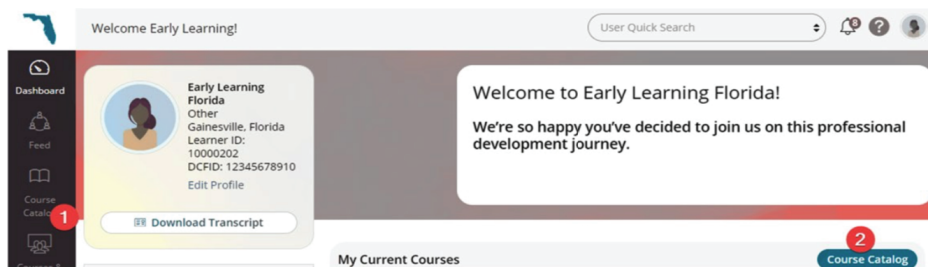 Welcome Early Learning!
User Quick Search
8
?
Dashboard
Feed
Course
Catalo
1
Early Learning
Florida
Other
Gainesville, Florida
Learner ID:
10000202
DCFID: 12345678910
Edit Profile
Download Transcript
Welcome to Early Learning Florida!
We're so happy you've decided to join us on this professional
development journey.
My Current Courses
2
Course Catalog